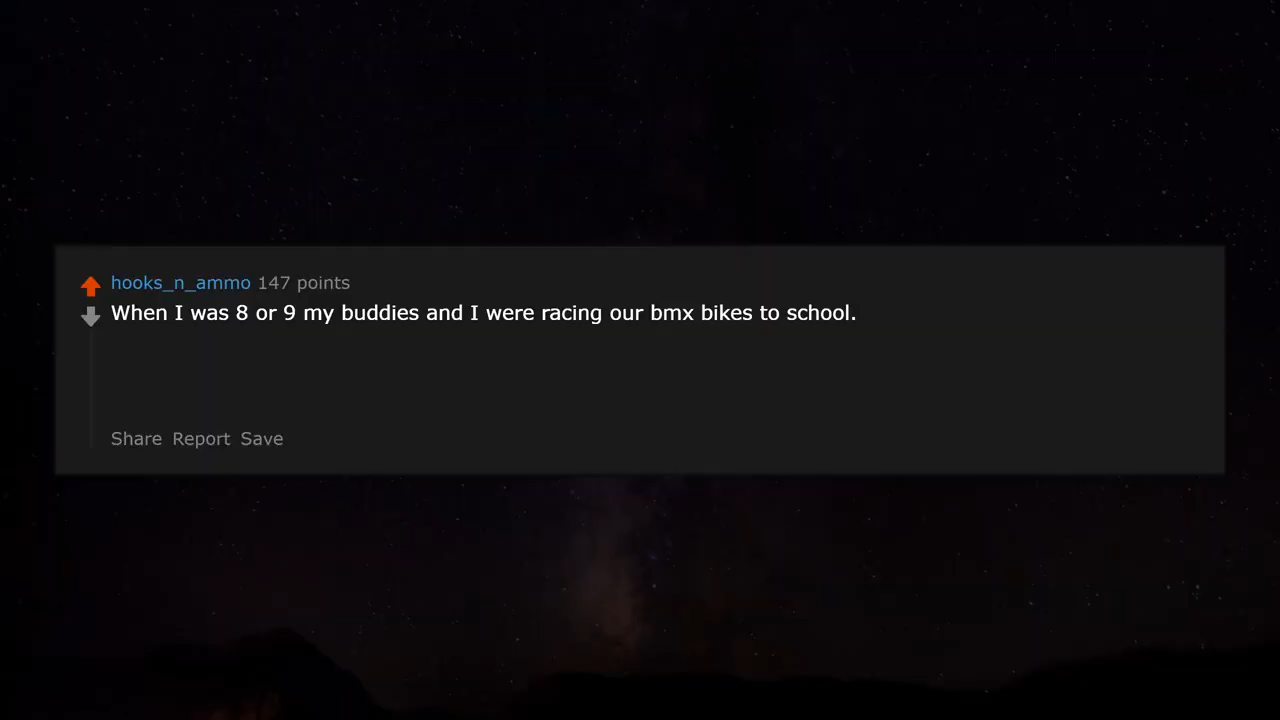 hooks_n_ammo 147 points
When I was 8 or 9 my buddies and I were racing our bmx bikes to school.
Share Report Save